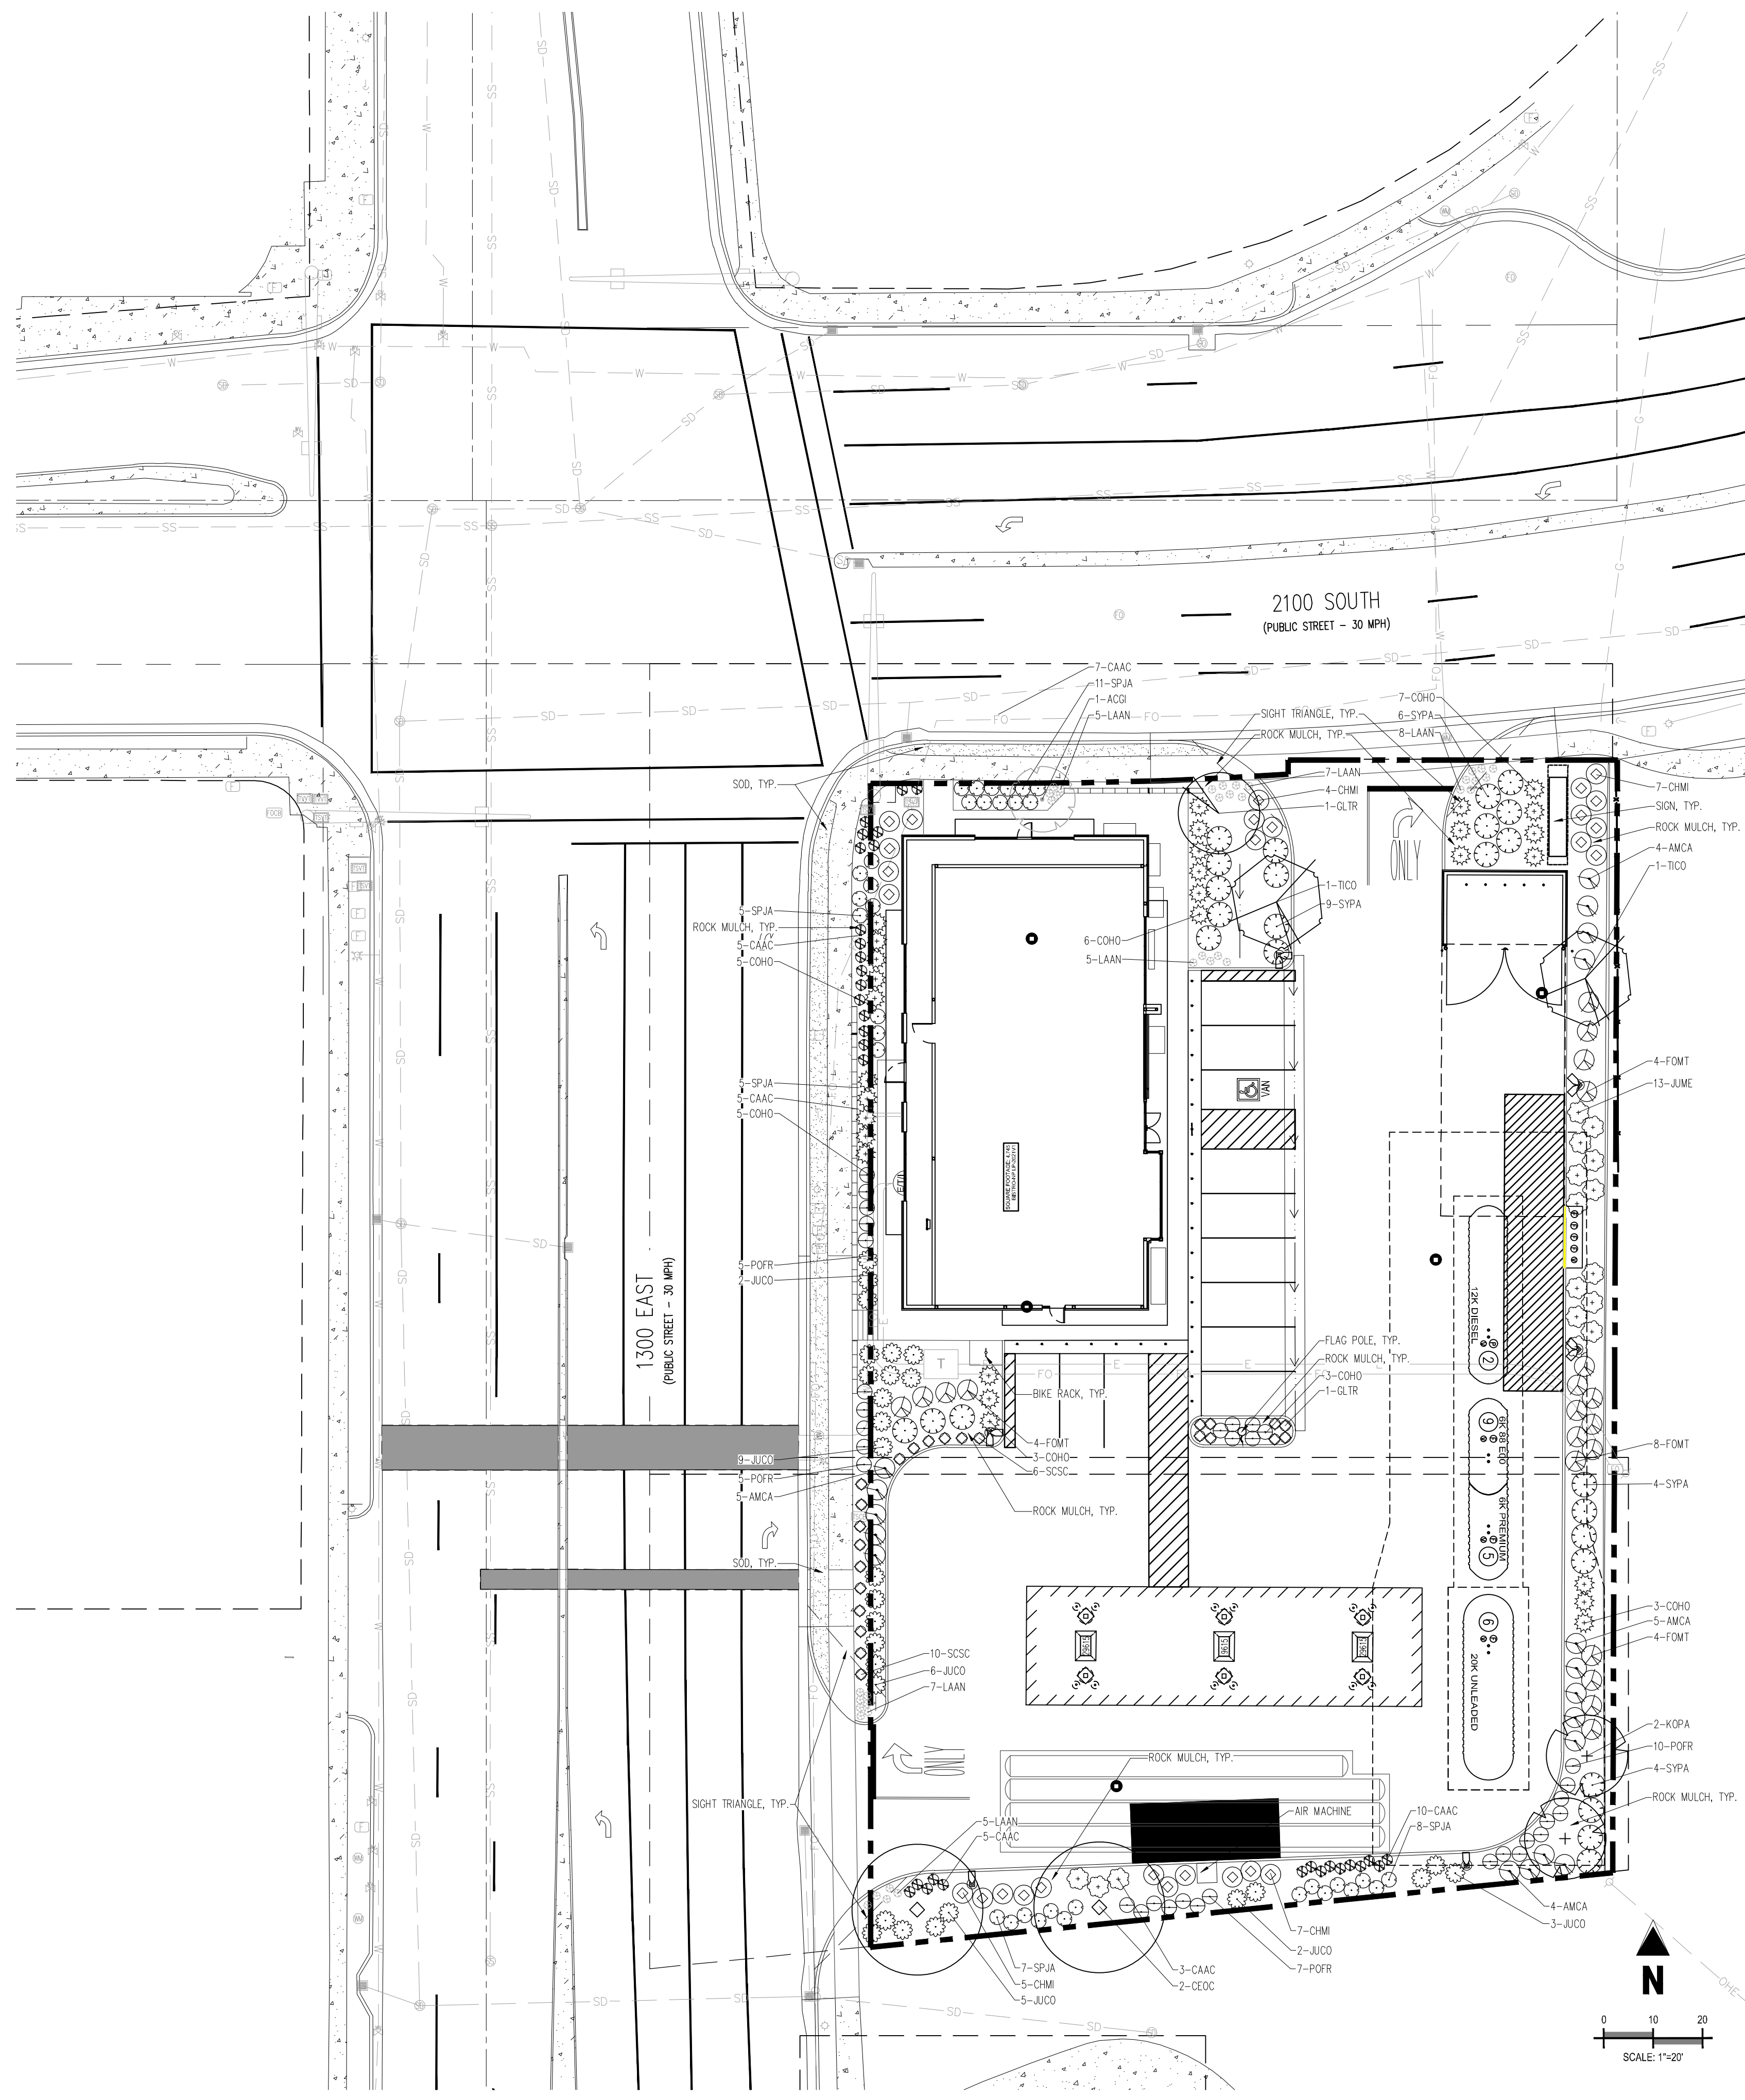 2100 SOUTH
(PUBLIC STREET – 30 MPH)
7-CAAC
11-SPJA
1-ACGI
5-LAAN
SIGHT TRIANGLE, TYP.
ROCK MULCH, TYP.
7-COHO
6-SYPA
8-LAAN
SOD, TYP.
7-LAAN
4-CHMI
1-GLTR
7-CHMI
SIGN, TYP.
ROCK MULCH, TYP.
4-AMCA
1-TICO
ONLY
1-TICO
9-SYPA
5-SPJA
ROCK MULCH, TYP.
5-CAAC
5-COHO
6-COHO
5-LAAN
VAN
4-FOMT
13-JUME
5-SPJA
5-CAAC
5-COHO
5-POFR
2-JUCO
1300 EAST
(PUBLIC STREET – 30 MPH)
12K DIESEL
2
FLAG POLE, TYP.
ROCK MULCH, TYP.
3-COHO
1-GLTR
T
BIKE RACK, TYP.
4-FOMT
3-COHO
6-SCSC
9-JUCO
5-POFR
5-AMCA
ROCK MULCH, TYP.
9
6K 88 E00
6K PREMIUM
5
8-FOMT
4-SYPA
SOD, TYP.
3-COHO
5-AMCA
4-FOMT
6
20K UNLEADED
10-SCSC
6-JUCO
7-LAAN
2-KOPA
10-POFR
4-SYPA
ROCK MULCH, TYP.
ONLY
ROCK MULCH, TYP.
SIGHT TRIANGLE, TYP.
AIR MACHINE
10-CAAC
8-SPJA
5-LAAN
5-CAAC
4-AMCA
3-JUCO
7-CHMI
2-JUCO
7-POFR
7-SPJA
5-CHMI
5-JUCO
3-CAAC
2-CEOC
N
0 10 20
SCALE: 1"=20'
OHE